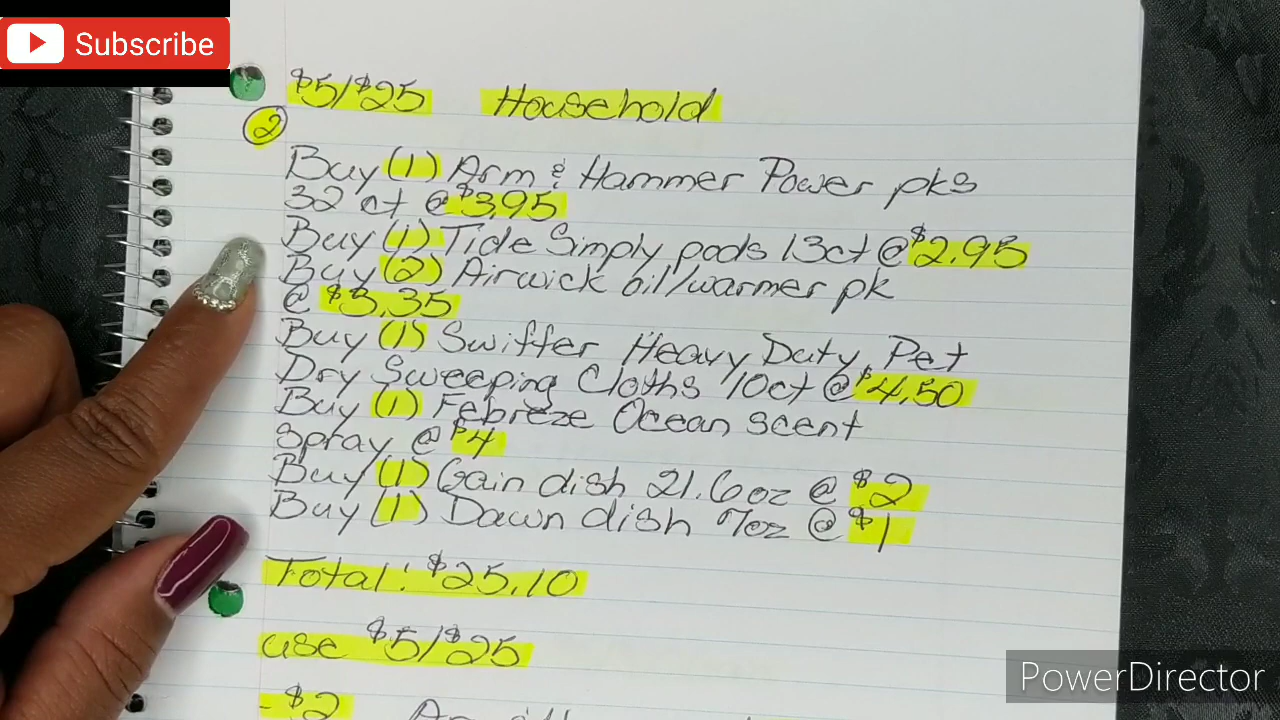 Subscribe
$5/$25 Household
2
Buy (1) Arm & Hammer Power pks
32 ct @ $3.95
Buy (1) Tide Simply pods 13ct @ $2.95
Buy (2) Airwick oil/warmer pk
@ $3.35
Buy (1) Swiffer Heavy Duty Pet
Dry Sweeping Cloths 10ct @ $4.50
Buy (1) Febreze Ocean scent
Spray @ $4
Buy (1) Gain dish 21.6oz @ $2
Buy (1) Dawn dish 7oz @ $1
Total: $25.10
use $5/$25
- $2
PowerDirector